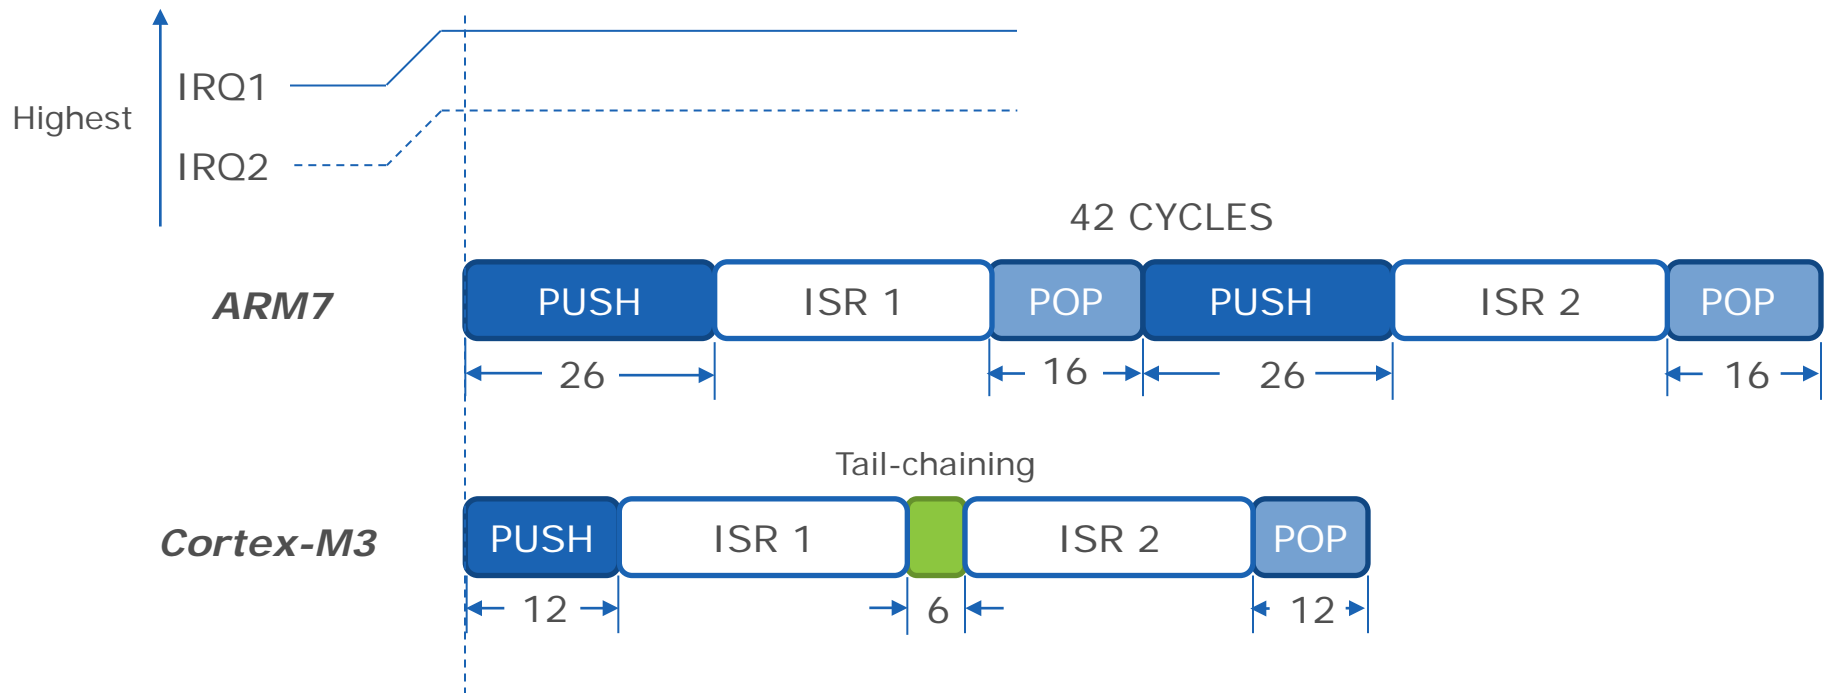 IRQ1
Highest
IRQ2
42 CYCLES
ARM7
PUSH
ISR 1
POP
PUSH
ISR 2
POP
26
16
26
16
Tail-chaining
Cortex-M3
PUSH
ISR 1
ISR 2
POP
12
6
12